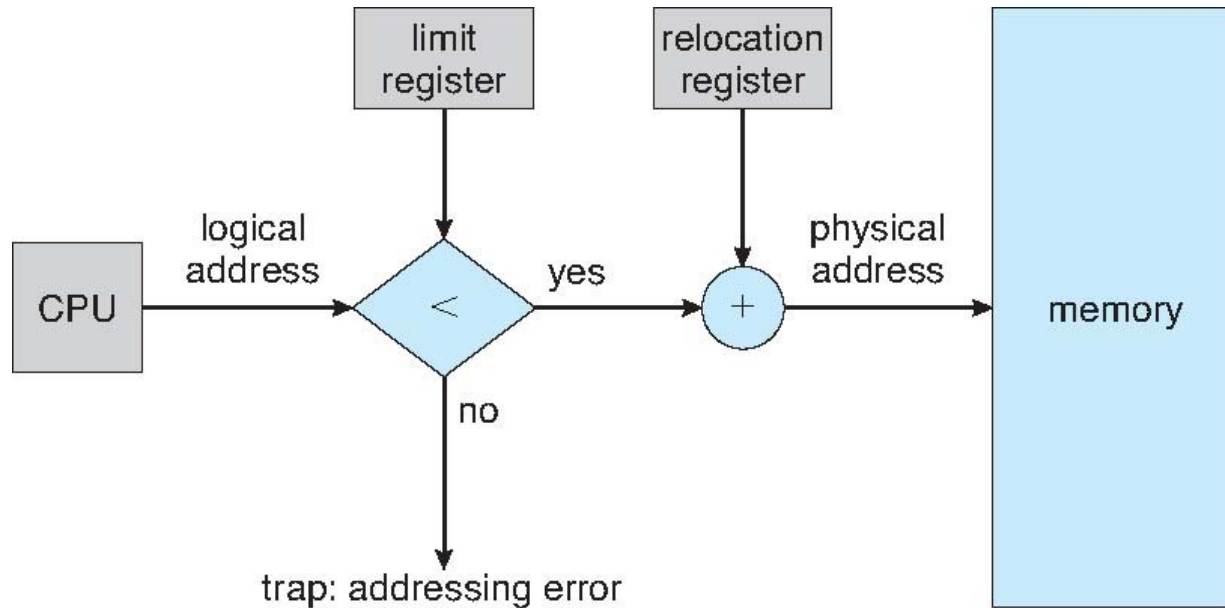 limit
register
relocation
register
logical
address
physical
address
CPU
<
yes
+
memory
no
trap: addressing error